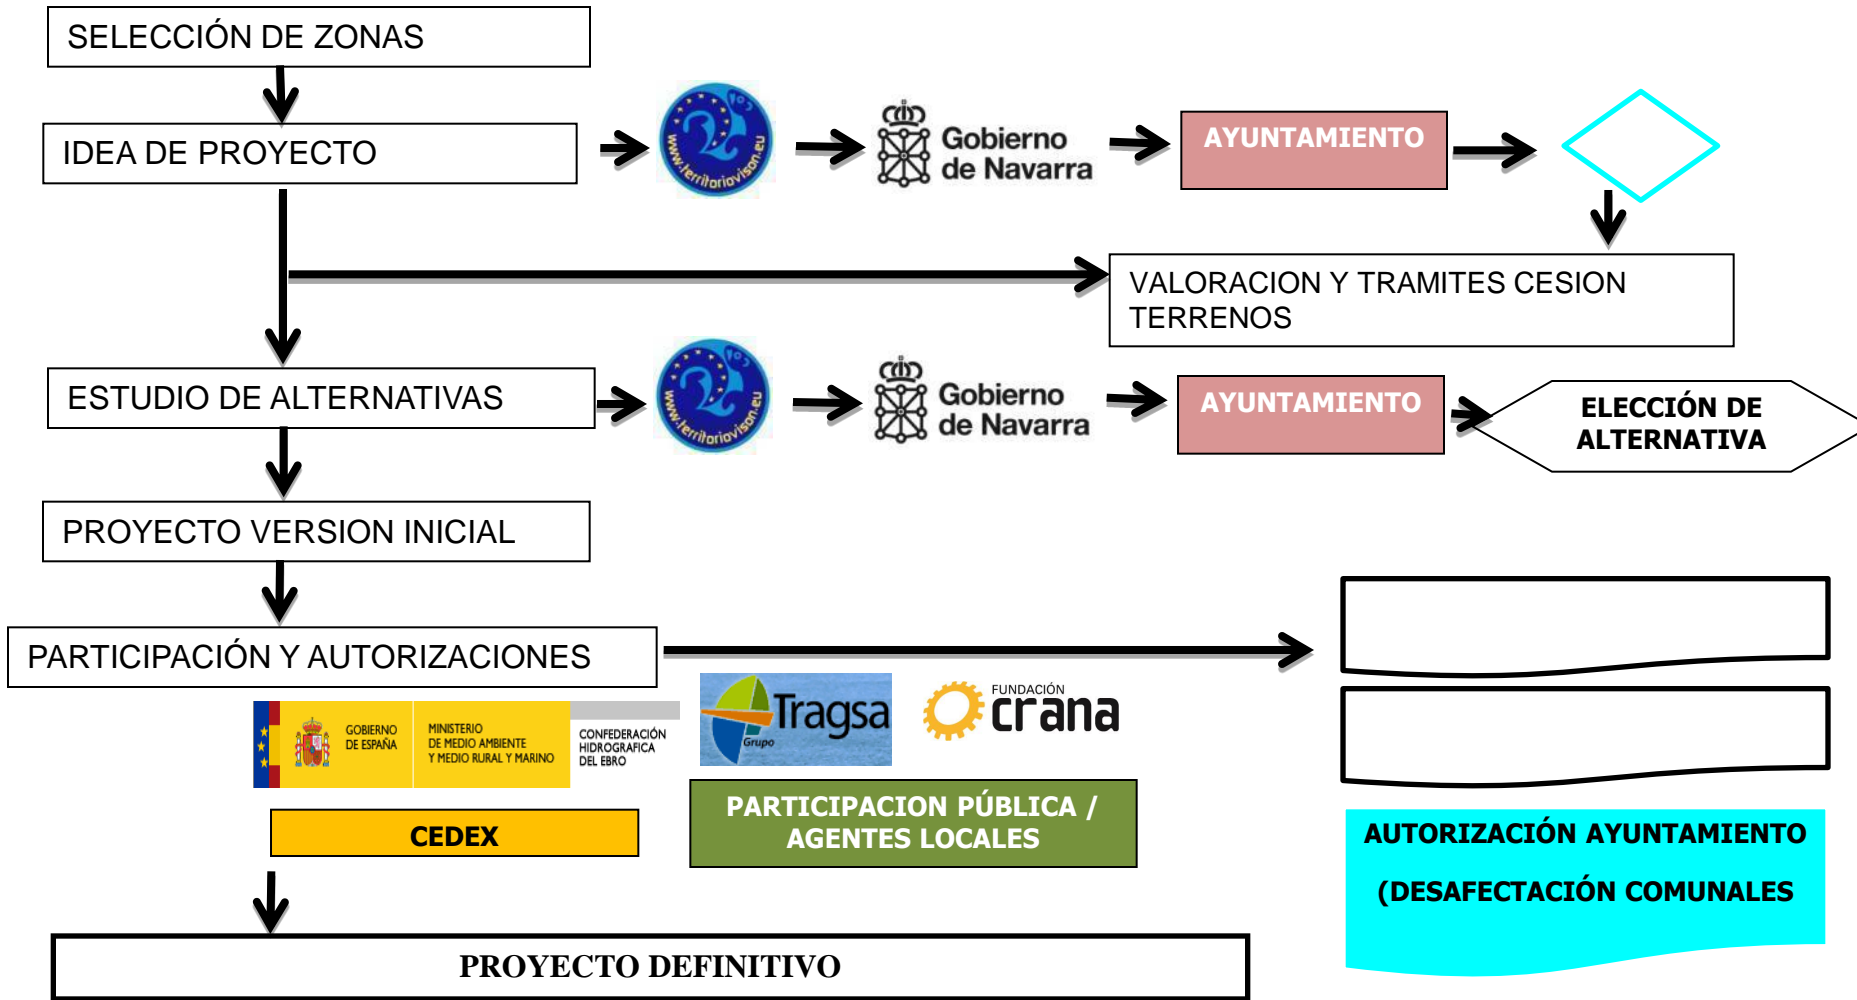 SELECCIÓN DE ZONAS
IDEA DE PROYECTO
www.territoriovison.eu
Gobierno
de Navarra
AYUNTAMIENTO
VALORACION Y TRAMITES CESION
TERRENOS
ESTUDIO DE ALTERNATIVAS
www.territoriovison.eu
Gobierno
de Navarra
AYUNTAMIENTO
ELECCIÓN DE
ALTERNATIVA
PROYECTO VERSION INICIAL
PARTICIPACIÓN Y AUTORIZACIONES
GOBIERNO
DE ESPAÑA
MINISTERIO
DE MEDIO AMBIENTE
Y MEDIO RURAL Y MARINO
CONFEDERACIÓN
HIDROGRAFICA
DEL EBRO
Tragsa
Grupo
FUNDACIÓN
crana
CEDEX
PARTICIPACION PÚBLICA /
AGENTES LOCALES
AUTORIZACIÓN AYUNTAMIENTO
(DESAFECTACIÓN COMUNALES
PROYECTO DEFINITIVO